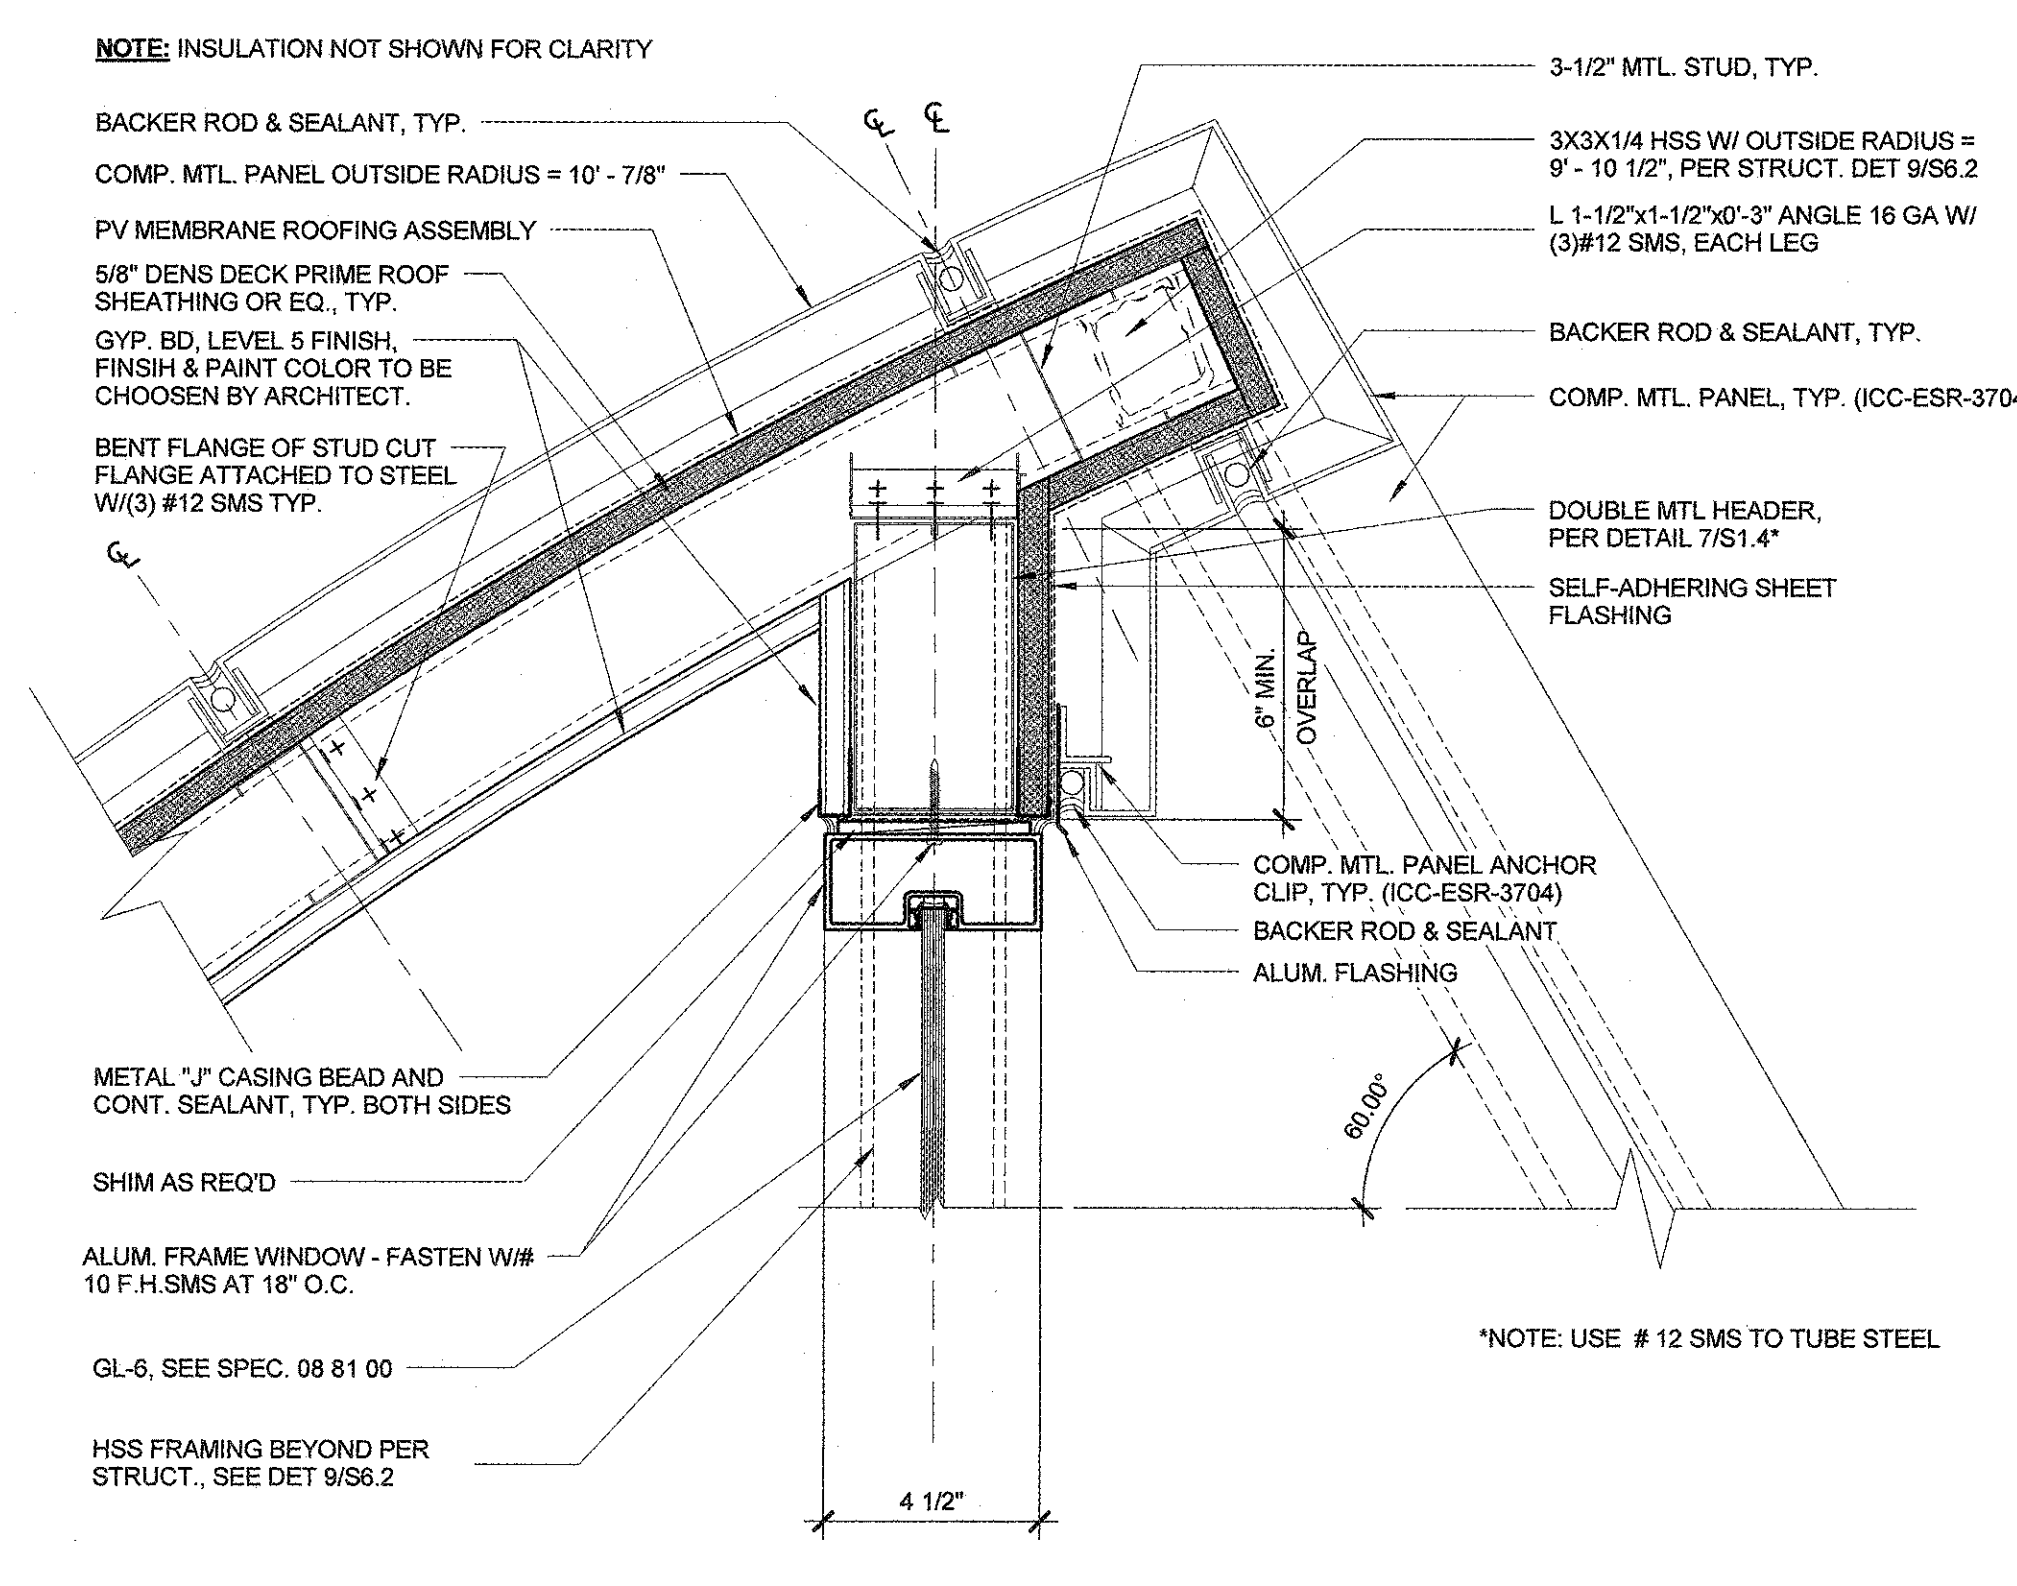 NOTE: INSULATION NOT SHOWN FOR CLARITY
BACKER ROD & SEALANT, TYP.
COMP. MTL. PANEL OUTSIDE RADIUS = 10' - 7/8"
PV MEMBRANE ROOFING ASSEMBLY
5/8" DENS DECK PRIME ROOF
SHEATHING OR EQ., TYP.
GYP. BD, LEVEL 5 FINISH,
FINSIH & PAINT COLOR TO BE
CHOOSEN BY ARCHITECT.
BENT FLANGE OF STUD CUT
FLANGE ATTACHED TO STEEL
W/(3) #12 SMS TYP.
METAL "J" CASING BEAD AND
CONT. SEALANT, TYP. BOTH SIDES
SHIM AS REQ'D
ALUM. FRAME WINDOW - FASTEN W/#
10 F.H.SMS AT 18" O.C.
GL-6, SEE SPEC. 08 81 00
HSS FRAMING BEYOND PER
STRUCT., SEE DET 9/S6.2
4 1/2"
3-1/2" MTL. STUD, TYP.
3X3X1/4 HSS W/ OUTSIDE RADIUS =
9' - 10 1/2", PER STRUCT. DET 9/S6.2
L 1-1/2"x1-1/2"x0'-3" ANGLE 16 GA W/
(3)#12 SMS, EACH LEG
BACKER ROD & SEALANT, TYP.
COMP. MTL. PANEL, TYP. (ICC-ESR-3704
DOUBLE MTL HEADER,
PER DETAIL 7/S1.4*
SELF-ADHERING SHEET
FLASHING
6" MIN.
OVERLAP
COMP. MTL. PANEL ANCHOR
CLIP, TYP. (ICC-ESR-3704)
BACKER ROD & SEALANT
ALUM. FLASHING
60.00°
*NOTE: USE # 12 SMS TO TUBE STEEL